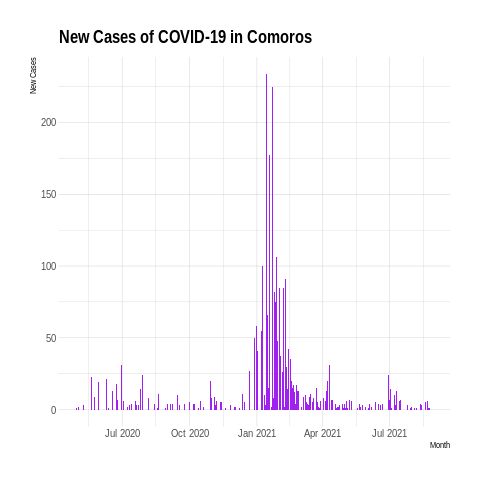 New Cases of COVID-19 in Comoros
New Cases
200
150
100
50
0
Jul 2020
Oct 2020
Jan 2021
Apr 2021
Jul 2021
Month